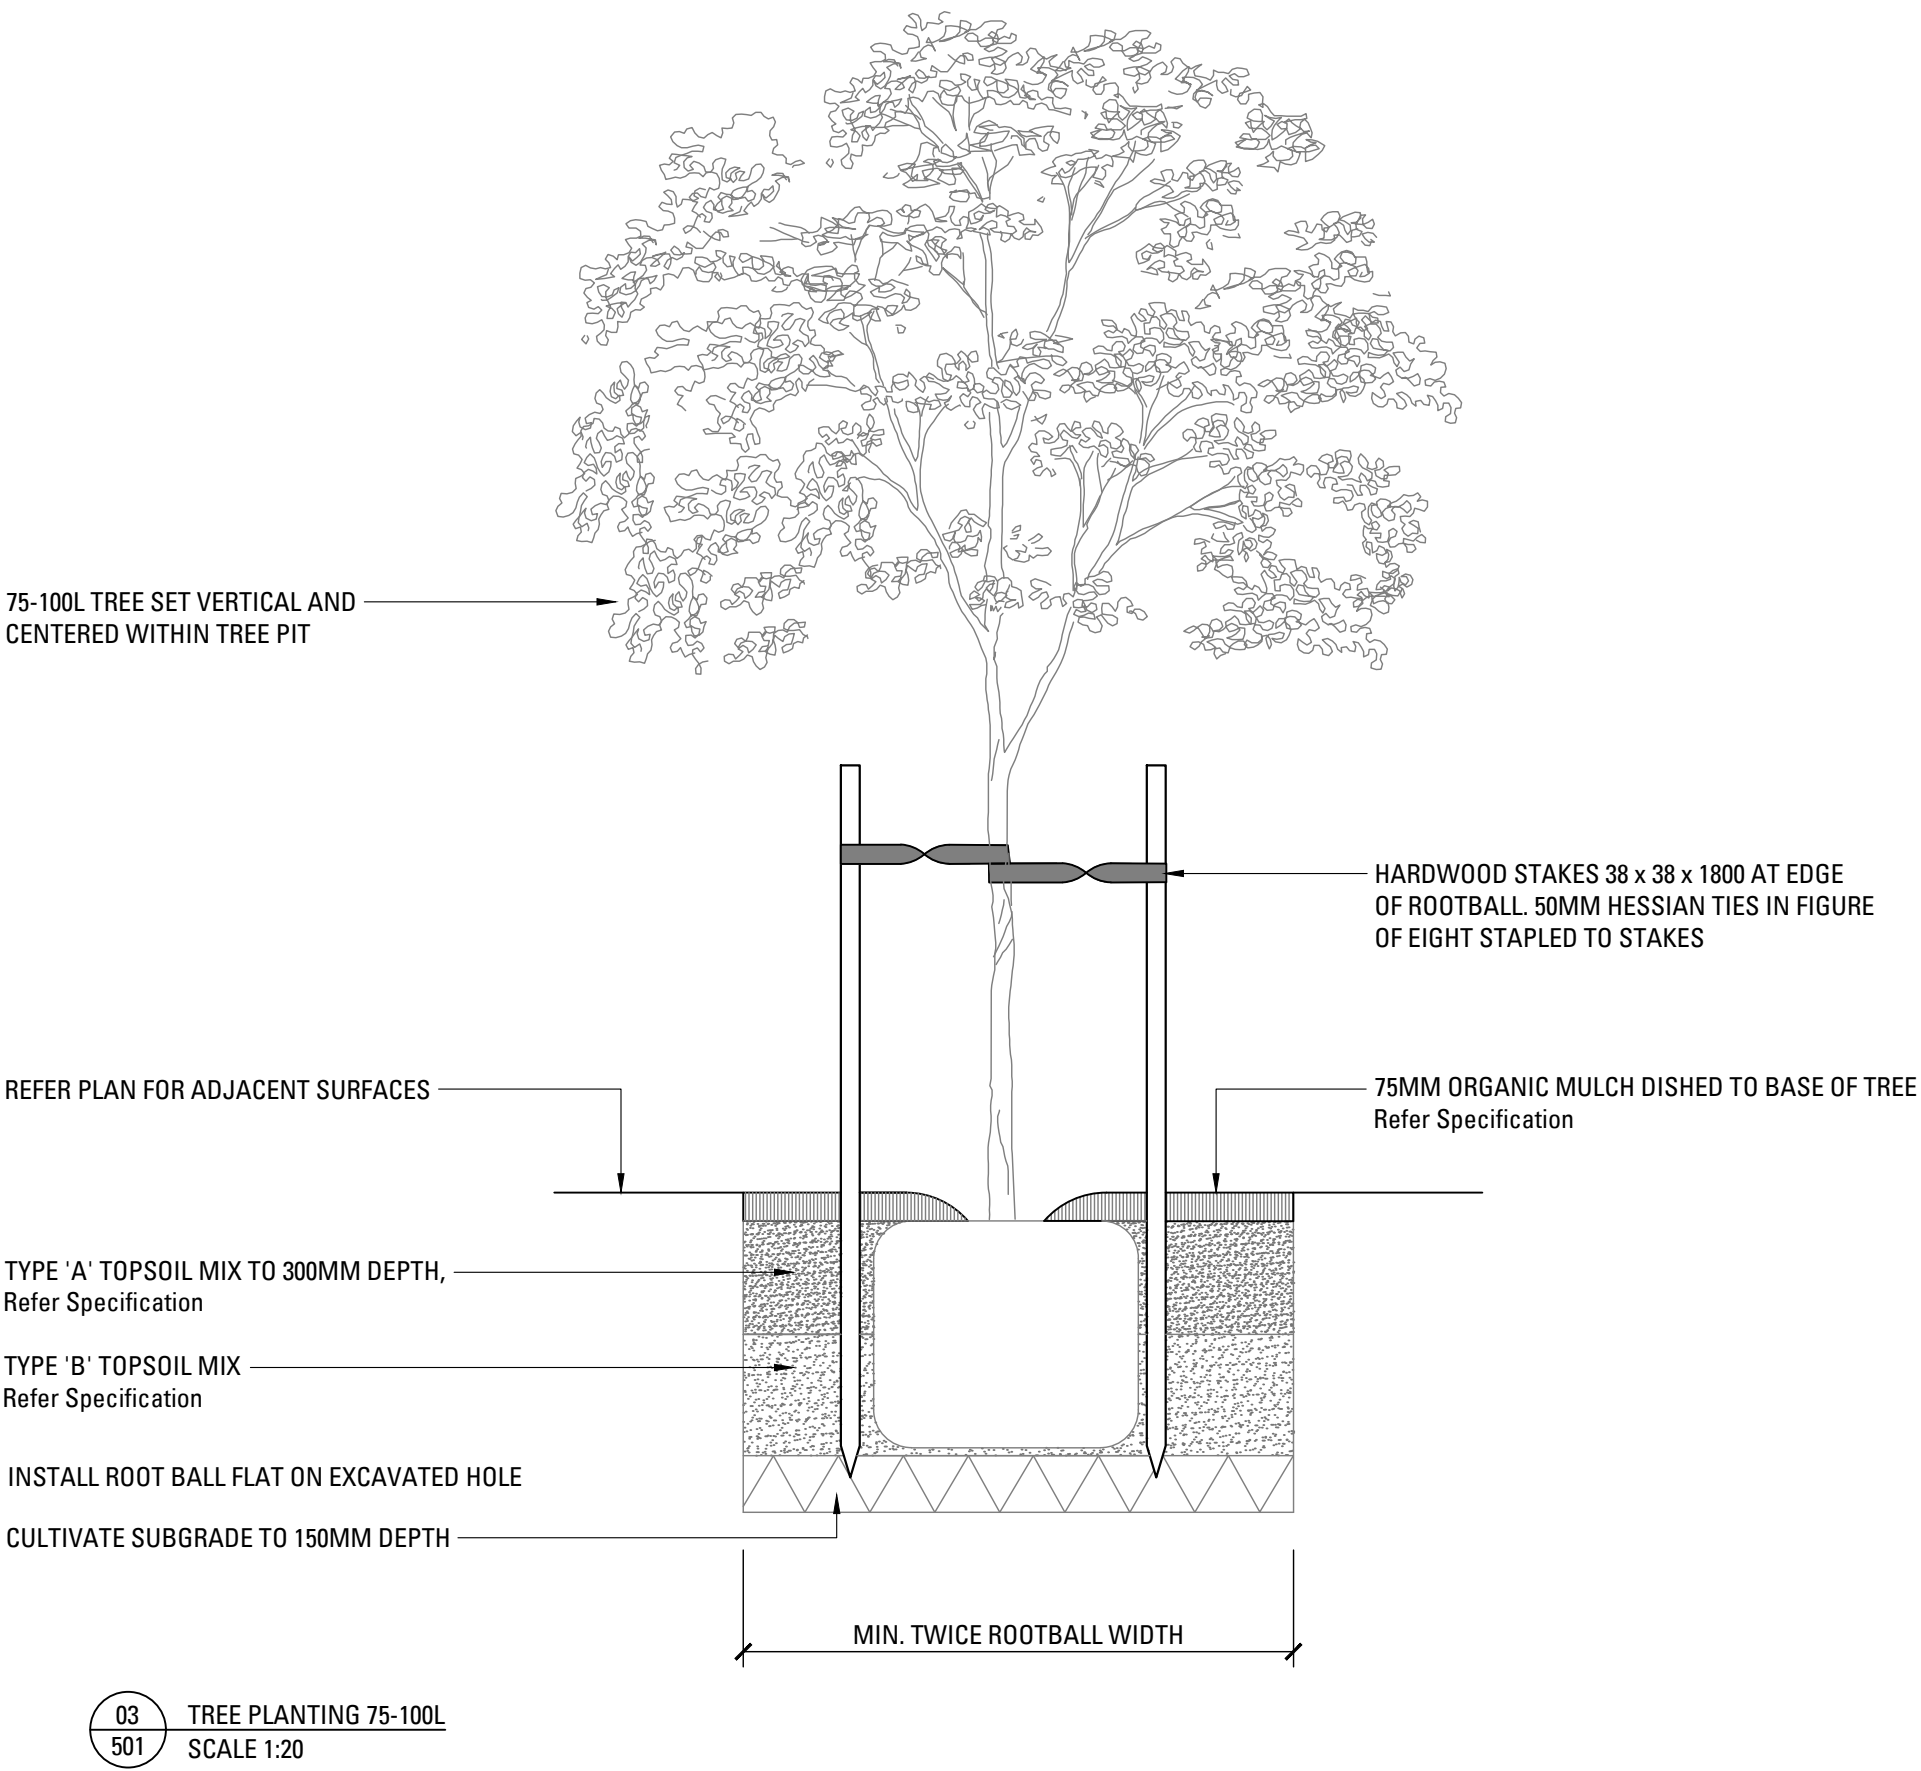 75-100L TREE SET VERTICAL AND
CENTERED WITHIN TREE PIT
HARDWOOD STAKES 38 x 38 x 1800 AT EDGE
OF ROOTBALL. 50MM HESSIAN TIES IN FIGURE
OF EIGHT STAPLED TO STAKES
REFER PLAN FOR ADJACENT SURFACES
75MM ORGANIC MULCH DISHED TO BASE OF TREE
Refer Specification
TYPE 'A' TOPSOIL MIX TO 300MM DEPTH,
Refer Specification
TYPE 'B' TOPSOIL MIX
Refer Specification
INSTALL ROOT BALL FLAT ON EXCAVATED HOLE
CULTIVATE SUBGRADE TO 150MM DEPTH
MIN. TWICE ROOTBALL WIDTH
03
501
TREE PLANTING 75-100L
SCALE 1:20